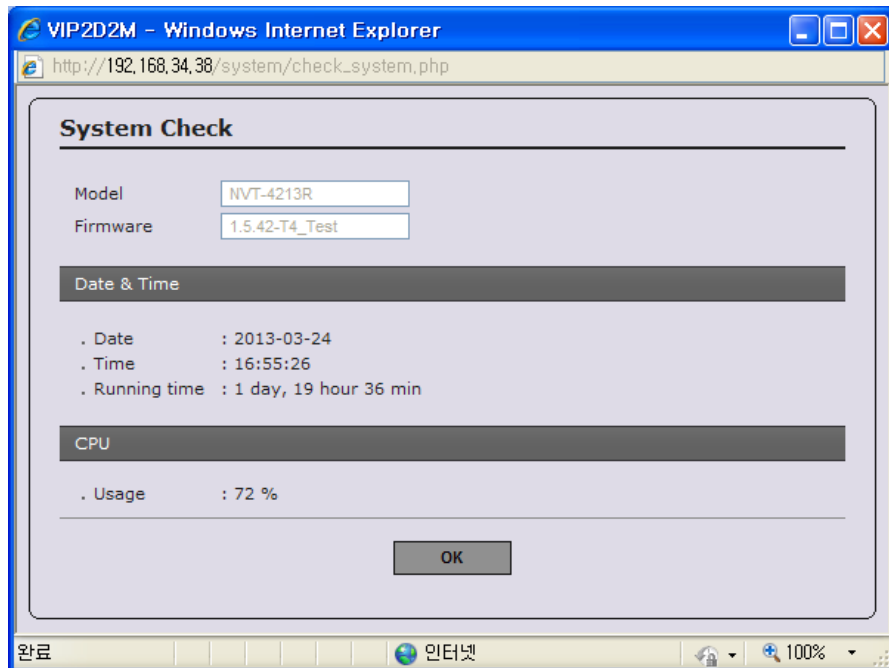 VIP2D2M - Windows Internet Explorer
http://192,168,34,38/system/check_system,php
System Check
Model NVT-4213R
Firmware 1.5.42-T4_Test
Date & Time
. Date : 2013-03-24
. Time : 16:55:26
. Running time : 1 day, 19 hour 36 min
CPU
. Usage : 72 %
OK
완료 인터넷 100%